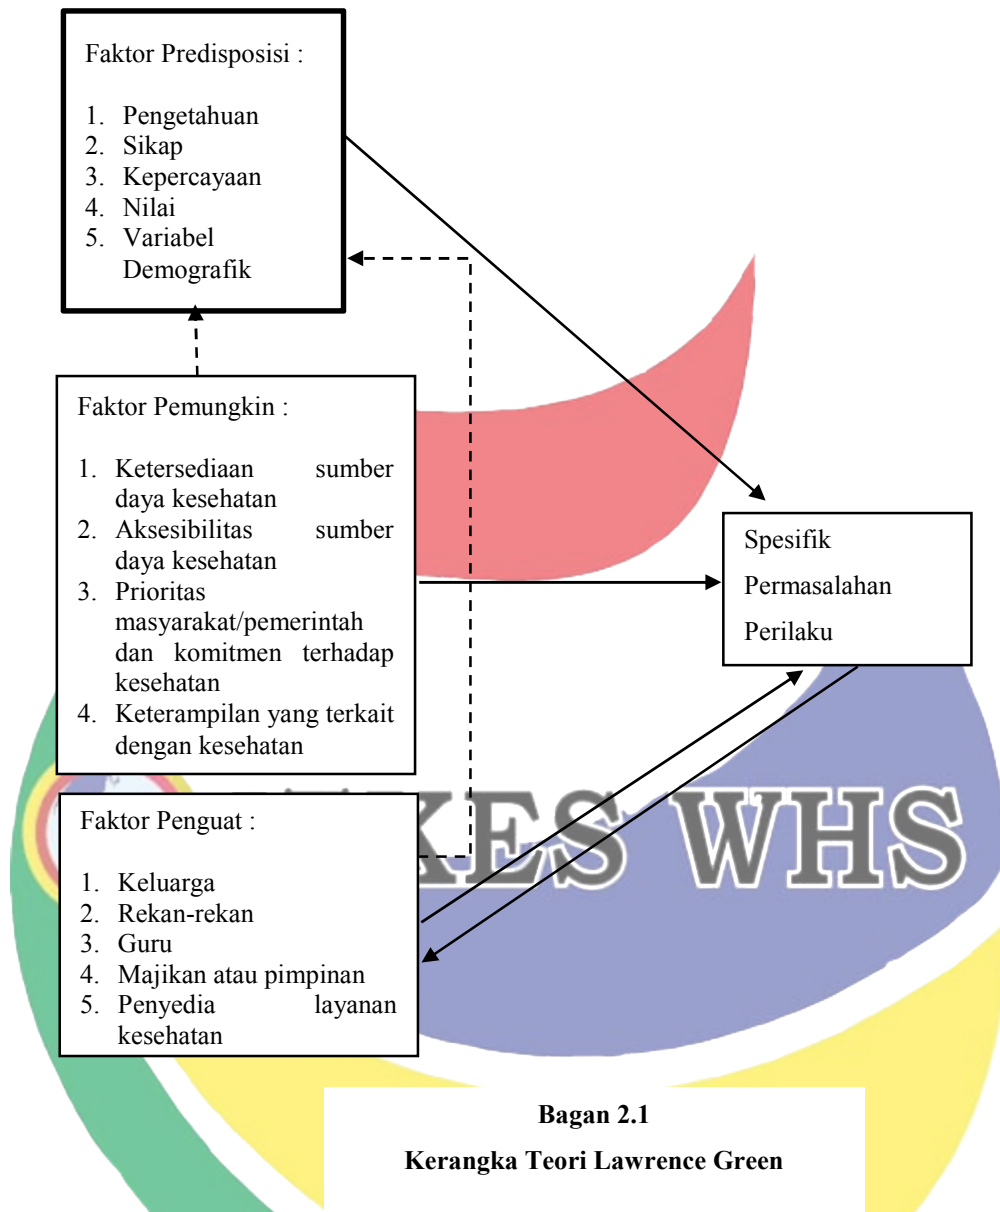 Faktor Predisposisi :
1. Pengetahuan
2. Sikap
3. Kepercayaan
4. Nilai
5. Variabel
Demografik
Faktor Pemungkin :
1. Ketersediaan sumber
daya kesehatan
2. Aksesibilitas sumber
daya kesehatan
3. Prioritas
masyarakat/pemerintah
dan komitmen terhadap
kesehatan
4. Keterampilan yang terkait
dengan kesehatan
Spesifik
Permasalahan
Perilaku
Faktor Penguat :
1. Keluarga
2. Rekan-rekan
3. Guru
4. Majikan atau pimpinan
5. Penyedia layanan
kesehatan
WHS
Bagan 2.1
Kerangka Teori Lawrence Green